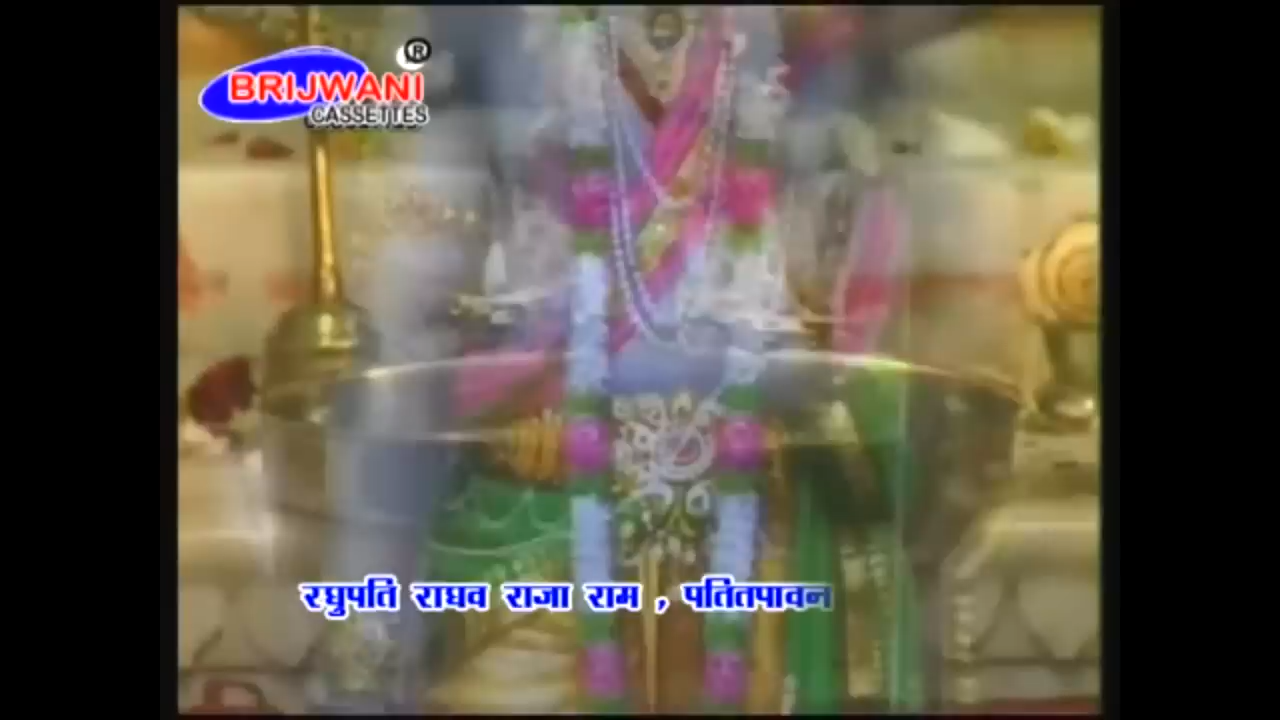 BRIJWANI ®
CASSETTES
रघुपति राघव राजा राम , पतितपावन